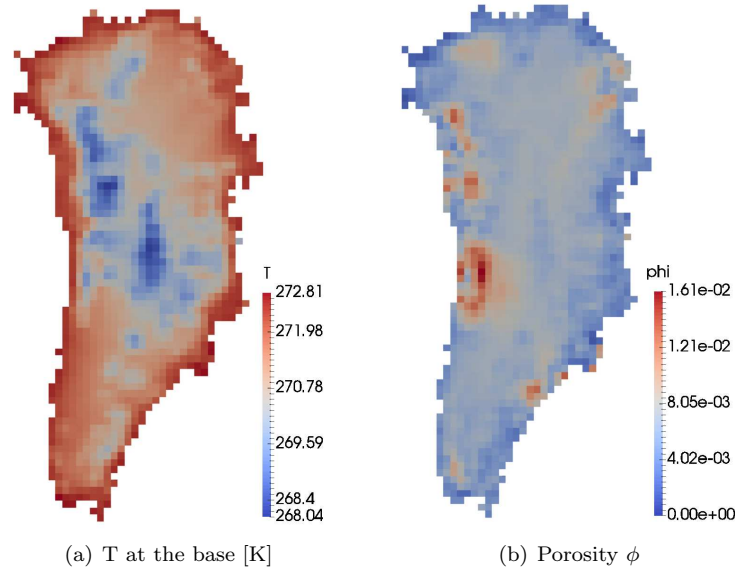 T
272.81
271.98
270.78
269.59
268.4
268.04
phi
1.61e-02
1.21e-02
8.05e-03
4.02e-03
0.00e+00
(a) T at the base [K]
(b) Porosity ϕ